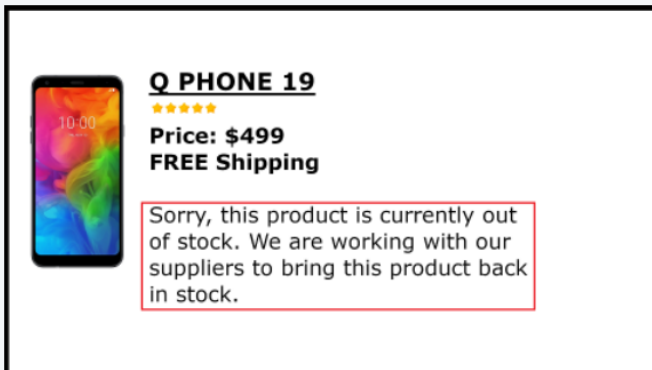 Q PHONE 19
Price: $499
FREE Shipping
10:00
Sorry, this product is currently out
of stock. We are working with our
suppliers to bring this product back
in stock.